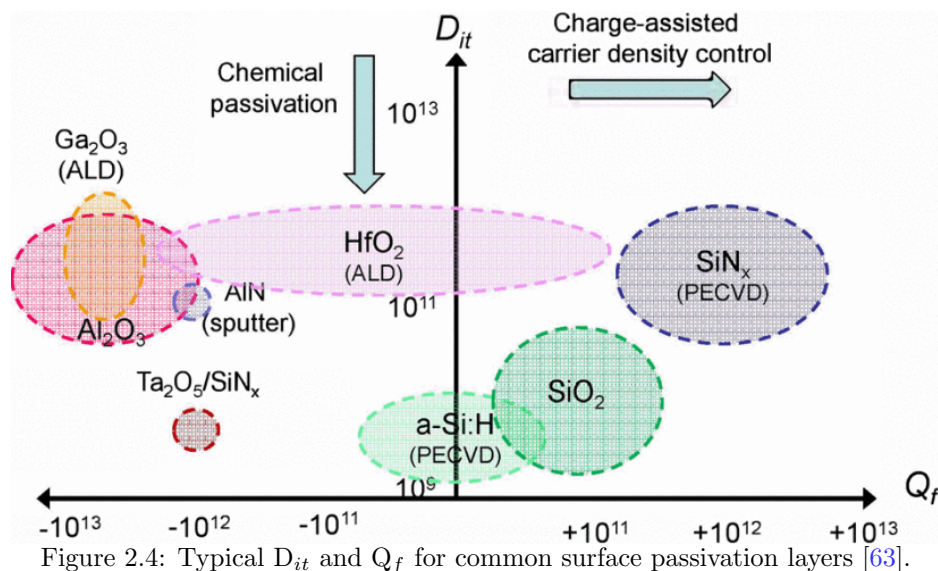 D_it
Charge-assisted
carrier density control
Chemical
passivation
10^13
Ga₂O₃
(ALD)
HfO₂
(ALD)
SiNₓ
(PECVD)
AlN
(sputter)
10^11
Al₂O₃
Ta₂O₅/SiNₓ
SiO₂
a-Si:H
(PECVD)
10^9
Q_f
-10^13
-10^12
-10^11
+10^11
+10^12
+10^13
Figure 2.4: Typical D_it and Q_f for common surface passivation layers [63].